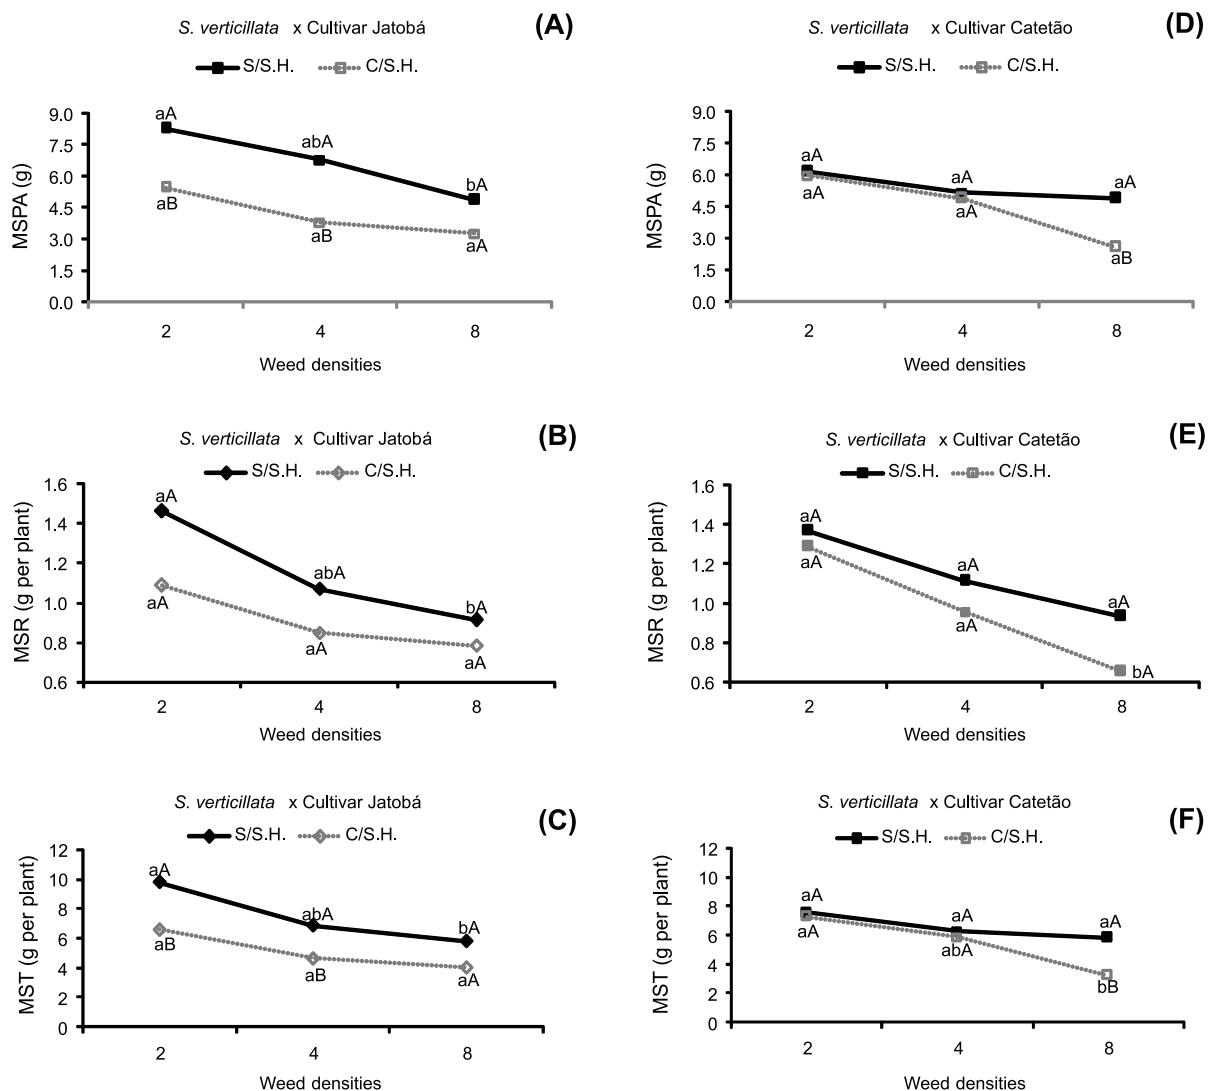 (A)
S. verticillata x Cultivar Jatobá
S/S.H. C/S.H.
MSPA (g)
9.0
7.5
6.0
4.5
3.0
1.5
0.0
aA
abA
bA
aB
aB
aA
2 4 8
Weed densities
(D)
S. verticillata x Cultivar Catetão
S/S.H. C/S.H.
MSPA (g)
9.0
7.5
6.0
4.5
3.0
1.5
0.0
aA
aA
aA
aA
aA
aB
2 4 8
Weed densities
(B)
S. verticillata x Cultivar Jatobá
S/S.H. C/S.H.
MSR (g per plant)
1.6
1.4
1.2
1.0
0.8
0.6
aA
abA
bA
aA
aA
aA
2 4 8
Weed densities
(E)
S. verticillata x Cultivar Catetão
S/S.H. C/S.H.
MSR (g per plant)
1.6
1.4
1.2
1.0
0.8
0.6
aA
aA
aA
aA
aA
bA
2 4 8
Weed densities
(C)
S. verticillata x Cultivar Jatobá
S/S.H. C/S.H.
MST (g per plant)
12
10
8
6
4
2
0
aA
abA
bA
aB
aB
aA
2 4 8
Weed densities
(F)
S. verticillata x Cultivar Catetão
S/S.H. C/S.H.
MST (g per plant)
12
10
8
6
4
2
0
aA
aA
aA
aA
abA
bB
2 4 8
Weed densities